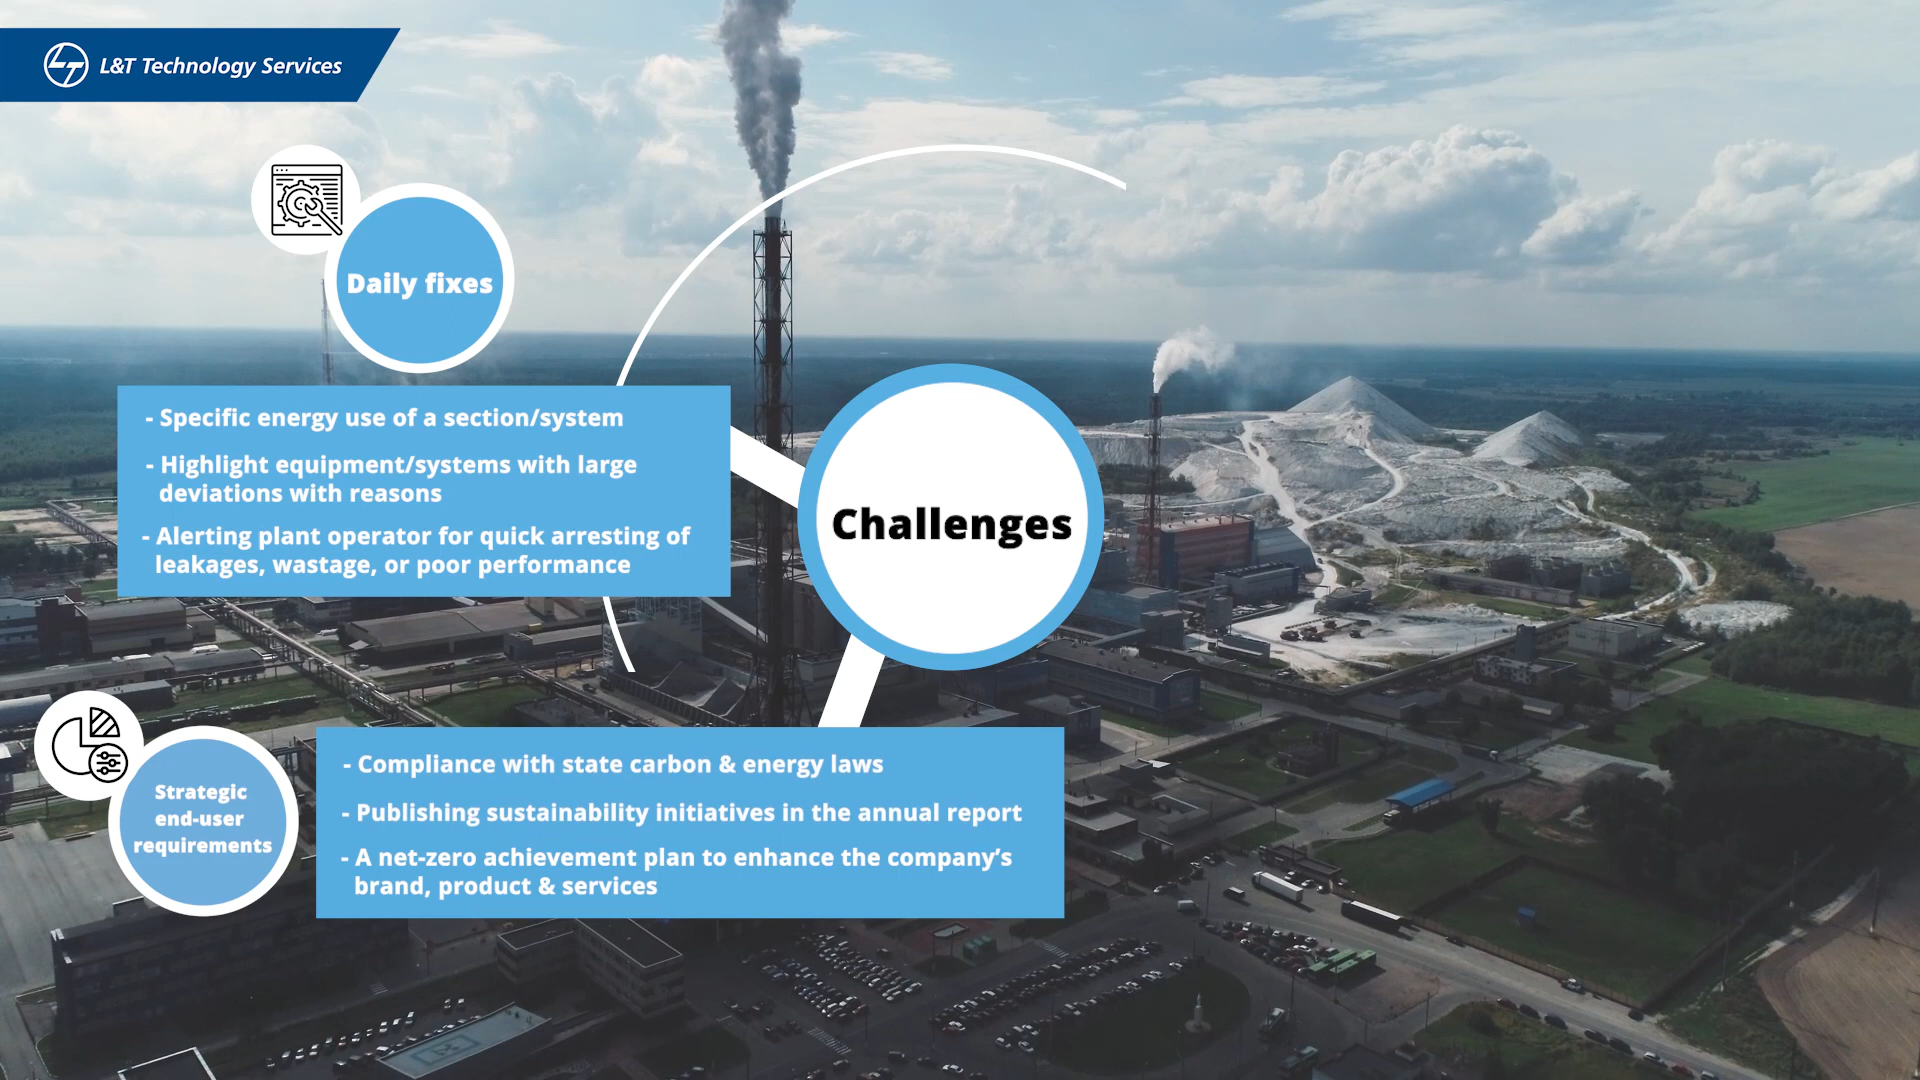 L&T Technology Services
Daily fixes
- Specific energy use of a section/system
- Highlight equipment/systems with large
deviations with reasons
- Alerting plant operator for quick arresting of
leakages, wastage, or poor performance
Challenges
Strategic
end-user
requirements
- Compliance with state carbon & energy laws
- Publishing sustainability initiatives in the annual report
- A net-zero achievement plan to enhance the company’s
brand, product & services